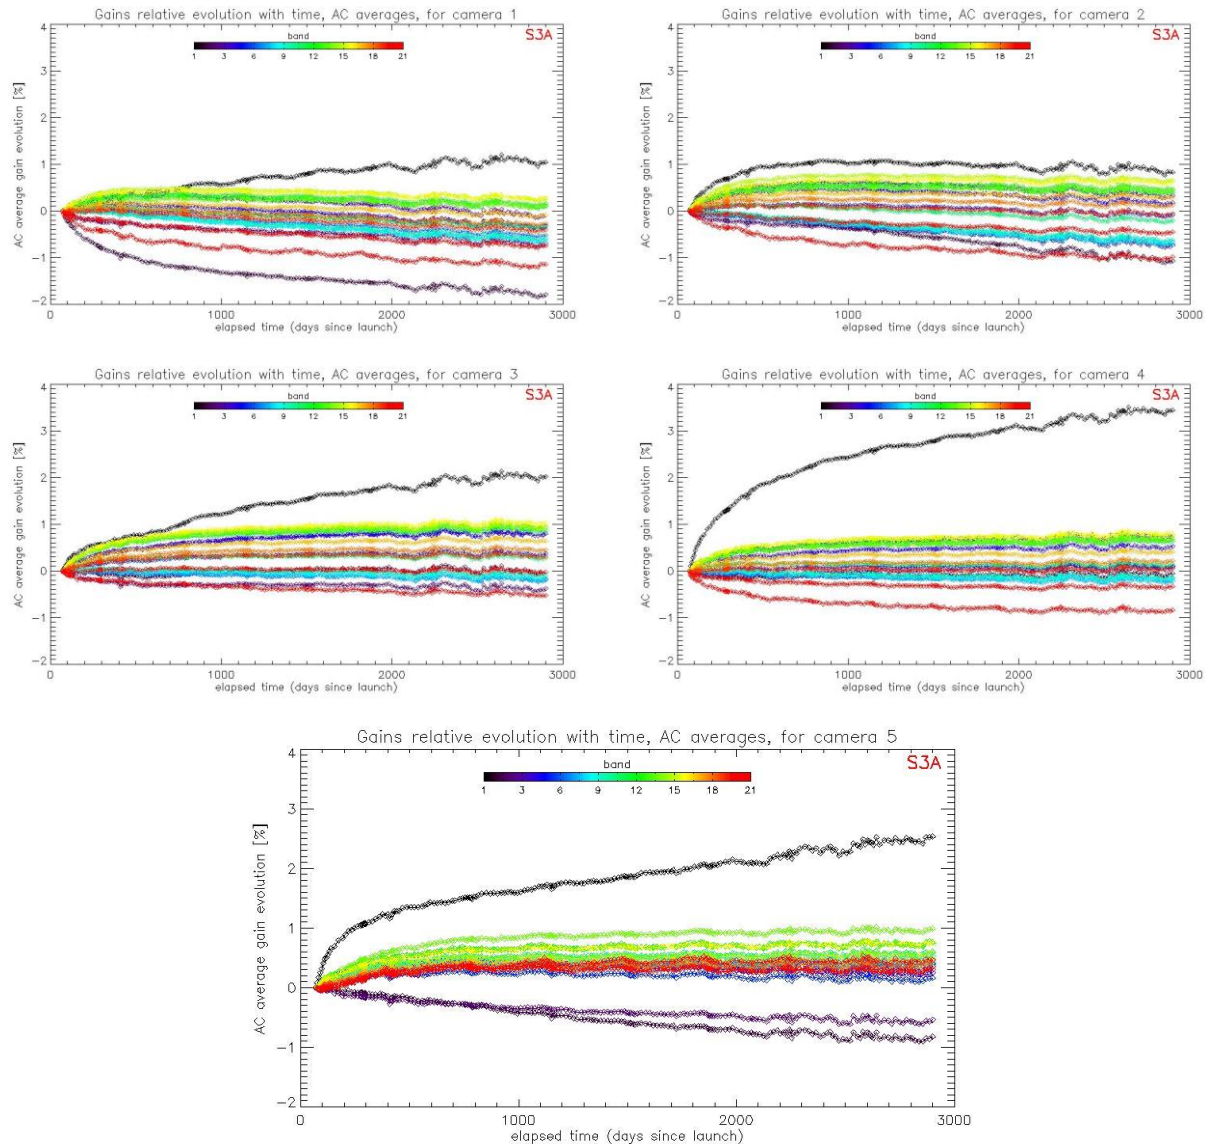 Gains relative evolution with time, AC averages, for camera 1
S3A
band
1 3 6 9 12 15 18 21
4
3
2
1
0
-1
-2
AC average gain evolution [%]
0 1000 2000 3000
elapsed time (days since launch)
Gains relative evolution with time, AC averages, for camera 2
S3A
band
1 3 6 9 12 15 18 21
4
3
2
1
0
-1
-2
AC average gain evolution [%]
0 1000 2000 3000
elapsed time (days since launch)
Gains relative evolution with time, AC averages, for camera 3
S3A
band
1 3 6 9 12 15 18 21
4
3
2
1
0
-1
-2
AC average gain evolution [%]
0 1000 2000 3000
elapsed time (days since launch)
Gains relative evolution with time, AC averages, for camera 4
S3A
band
1 3 6 9 12 15 18 21
4
3
2
1
0
-1
-2
AC average gain evolution [%]
0 1000 2000 3000
elapsed time (days since launch)
Gains relative evolution with time, AC averages, for camera 5
S3A
band
1 3 6 9 12 15 18 21
4
3
2
1
0
-1
-2
AC average gain evolution [%]
0 1000 2000 3000
elapsed time (days since launch)